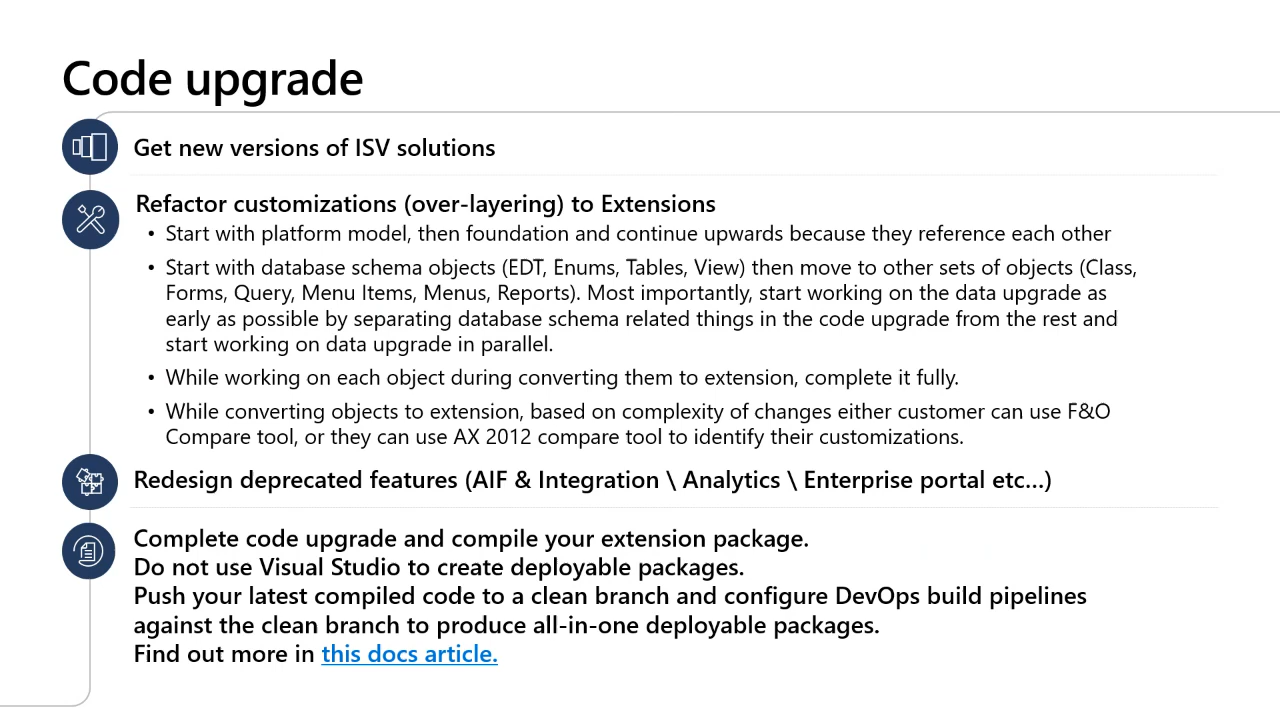 Code upgrade
Get new versions of ISV solutions
Refactor customizations (over-layering) to Extensions
• Start with platform model, then foundation and continue upwards because they reference each other
• Start with database schema objects (EDT, Enums, Tables, View) then move to other sets of objects (Class,
Forms, Query, Menu Items, Menus, Reports). Most importantly, start working on the data upgrade as
early as possible by separating database schema related things in the code upgrade from the rest and
start working on data upgrade in parallel.
• While working on each object during converting them to extension, complete it fully.
• While converting objects to extension, based on complexity of changes either customer can use F&O
Compare tool, or they can use AX 2012 compare tool to identify their customizations.
Redesign deprecated features (AIF & Integration \ Analytics \ Enterprise portal etc...)
Complete code upgrade and compile your extension package.
Do not use Visual Studio to create deployable packages.
Push your latest compiled code to a clean branch and configure DevOps build pipelines
against the clean branch to produce all-in-one deployable packages.
Find out more in this docs article.